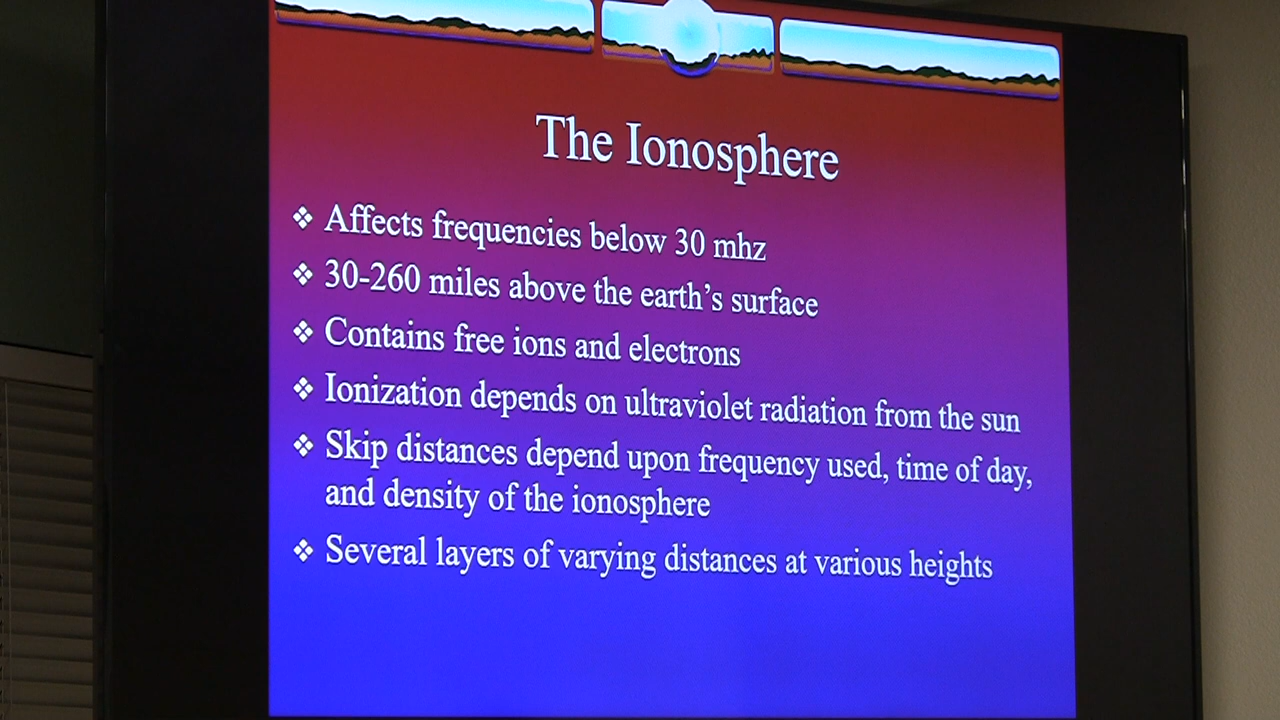 The Ionosphere
❖ Affects frequencies below 30 mhz
❖ 30-260 miles above the earth's surface
❖ Contains free ions and electrons
❖ Ionization depends on ultraviolet radiation from the sun
❖ Skip distances depend upon frequency used, time of day,
and density of the ionosphere
❖ Several layers of varying distances at various heights